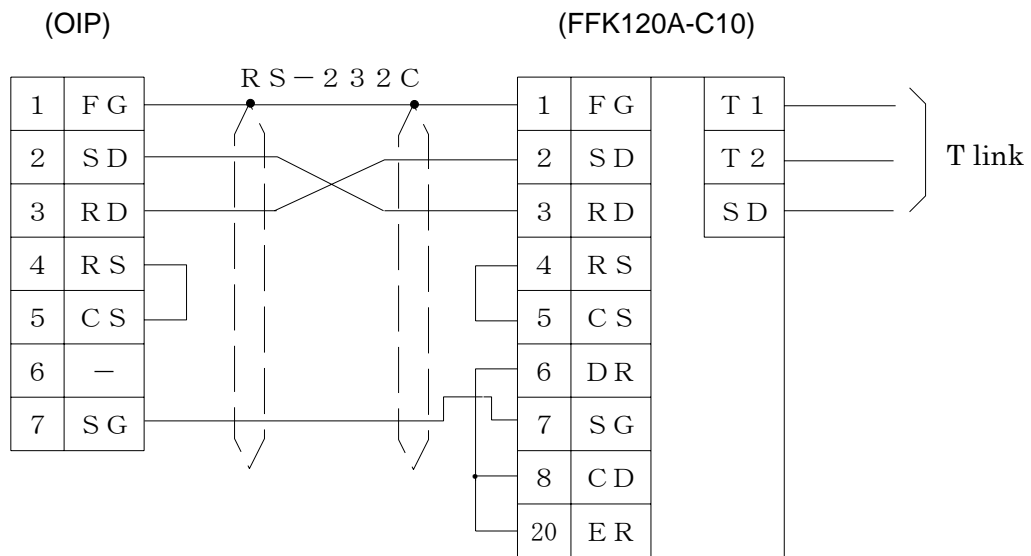 (OIP) (FFK120A-C10)
RS-232C
1 FG 1 FG T1
2 SD 2 SD T2 T link
3 RD 3 RD SD
4 RS 4 RS
5 CS 5 CS
6 - 6 DR
7 SG 7 SG
8 CD
20 ER